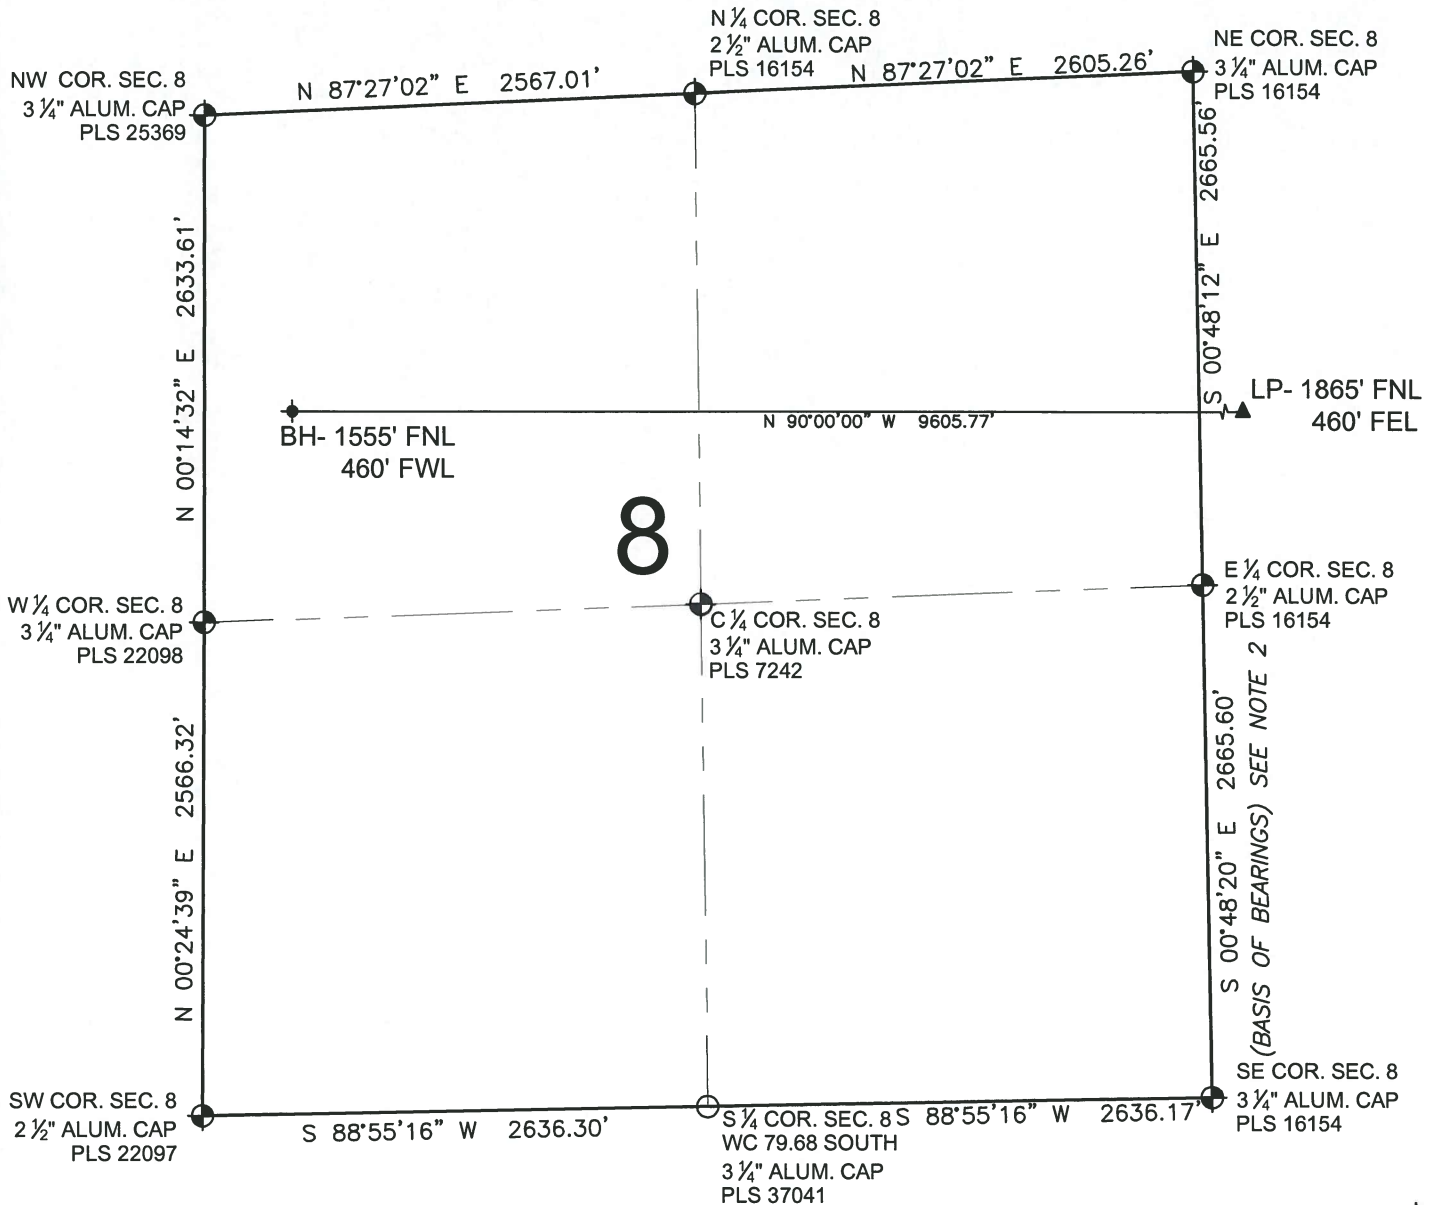 N ¼ COR. SEC. 8
2 ½" ALUM. CAP
PLS 16154
NE COR. SEC. 8
3 ¼" ALUM. CAP
PLS 16154
NW COR. SEC. 8
3 ¼" ALUM. CAP
PLS 25369
N 87°27'02" E 2567.01'
N 87°27'02" E 2605.26'
N 00°14'32" E 2633.61'
S 00°48'12" E 2665.56'
LP- 1865' FNL
460' FEL
N 90°00'00" W 9605.77'
BH- 1555' FNL
460' FWL
8
W ¼ COR. SEC. 8
3 ¼" ALUM. CAP
PLS 22098
C ¼ COR. SEC. 8
3 ¼" ALUM. CAP
PLS 7242
E ¼ COR. SEC. 8
2 ½" ALUM. CAP
PLS 16154
N 00°24'39" E 2566.32'
S 00°48'20" E 2665.60'
(BASIS OF BEARINGS) SEE NOTE 2
SW COR. SEC. 8
2 ½" ALUM. CAP
PLS 22097
S 88°55'16" W 2636.30'
S ¼ COR. SEC. 8
WC 79.68 SOUTH
3 ¼" ALUM. CAP
PLS 37041
S 88°55'16" W 2636.17'
SE COR. SEC. 8
3 ¼" ALUM. CAP
PLS 16154